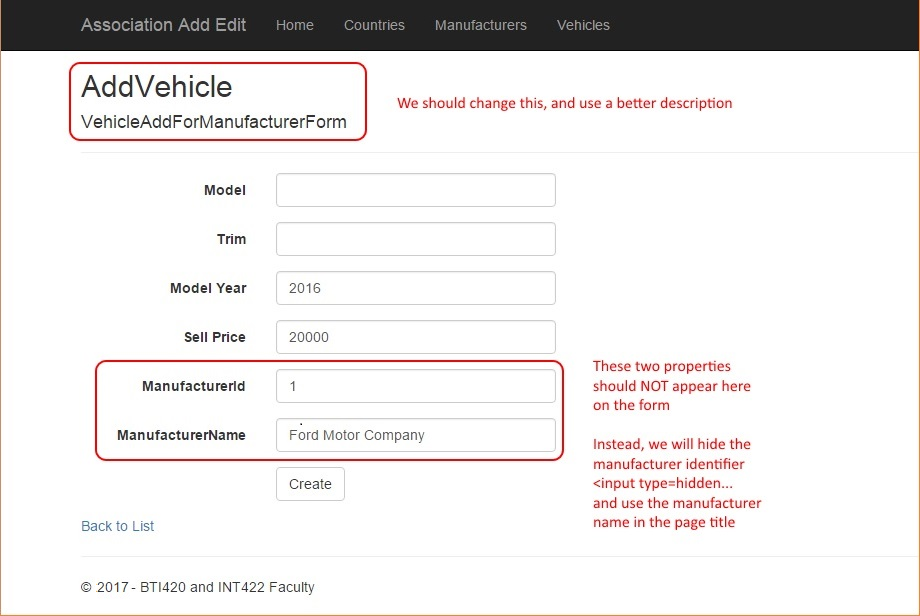 Association Add Edit Home Countries Manufacturers Vehicles
AddVehicle
VehicleAddForManufacturerForm
We should change this, and use a better description
Model
Trim
Model Year 2016
Sell Price 20000
ManufacturerId 1
ManufacturerName Ford Motor Company
These two properties
should NOT appear here
on the form
Instead, we will hide the
manufacturer identifier
<input type=hidden...
and use the manufacturer
name in the page title
Create
Back to List
© 2017 - BTI420 and INT422 Faculty